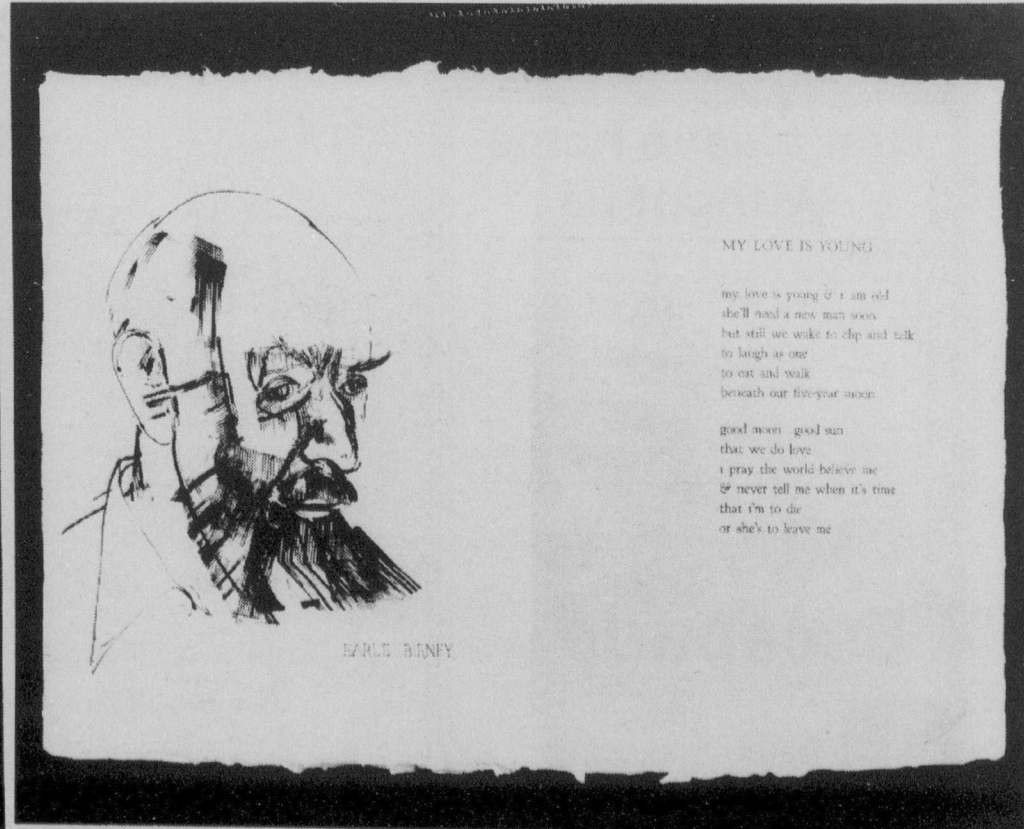 EARLE BIRNEY
MY LOVE IS YOUNG
my love is young & i am old
she'll need a new man soon
but still we wake to clip and talk
to laugh as one
to eat and walk
beneath our five-year moon
good moon good sun
that we do love
i pray the world believe me
& never tell me when it's time
that i'm to die
or she's to leave me